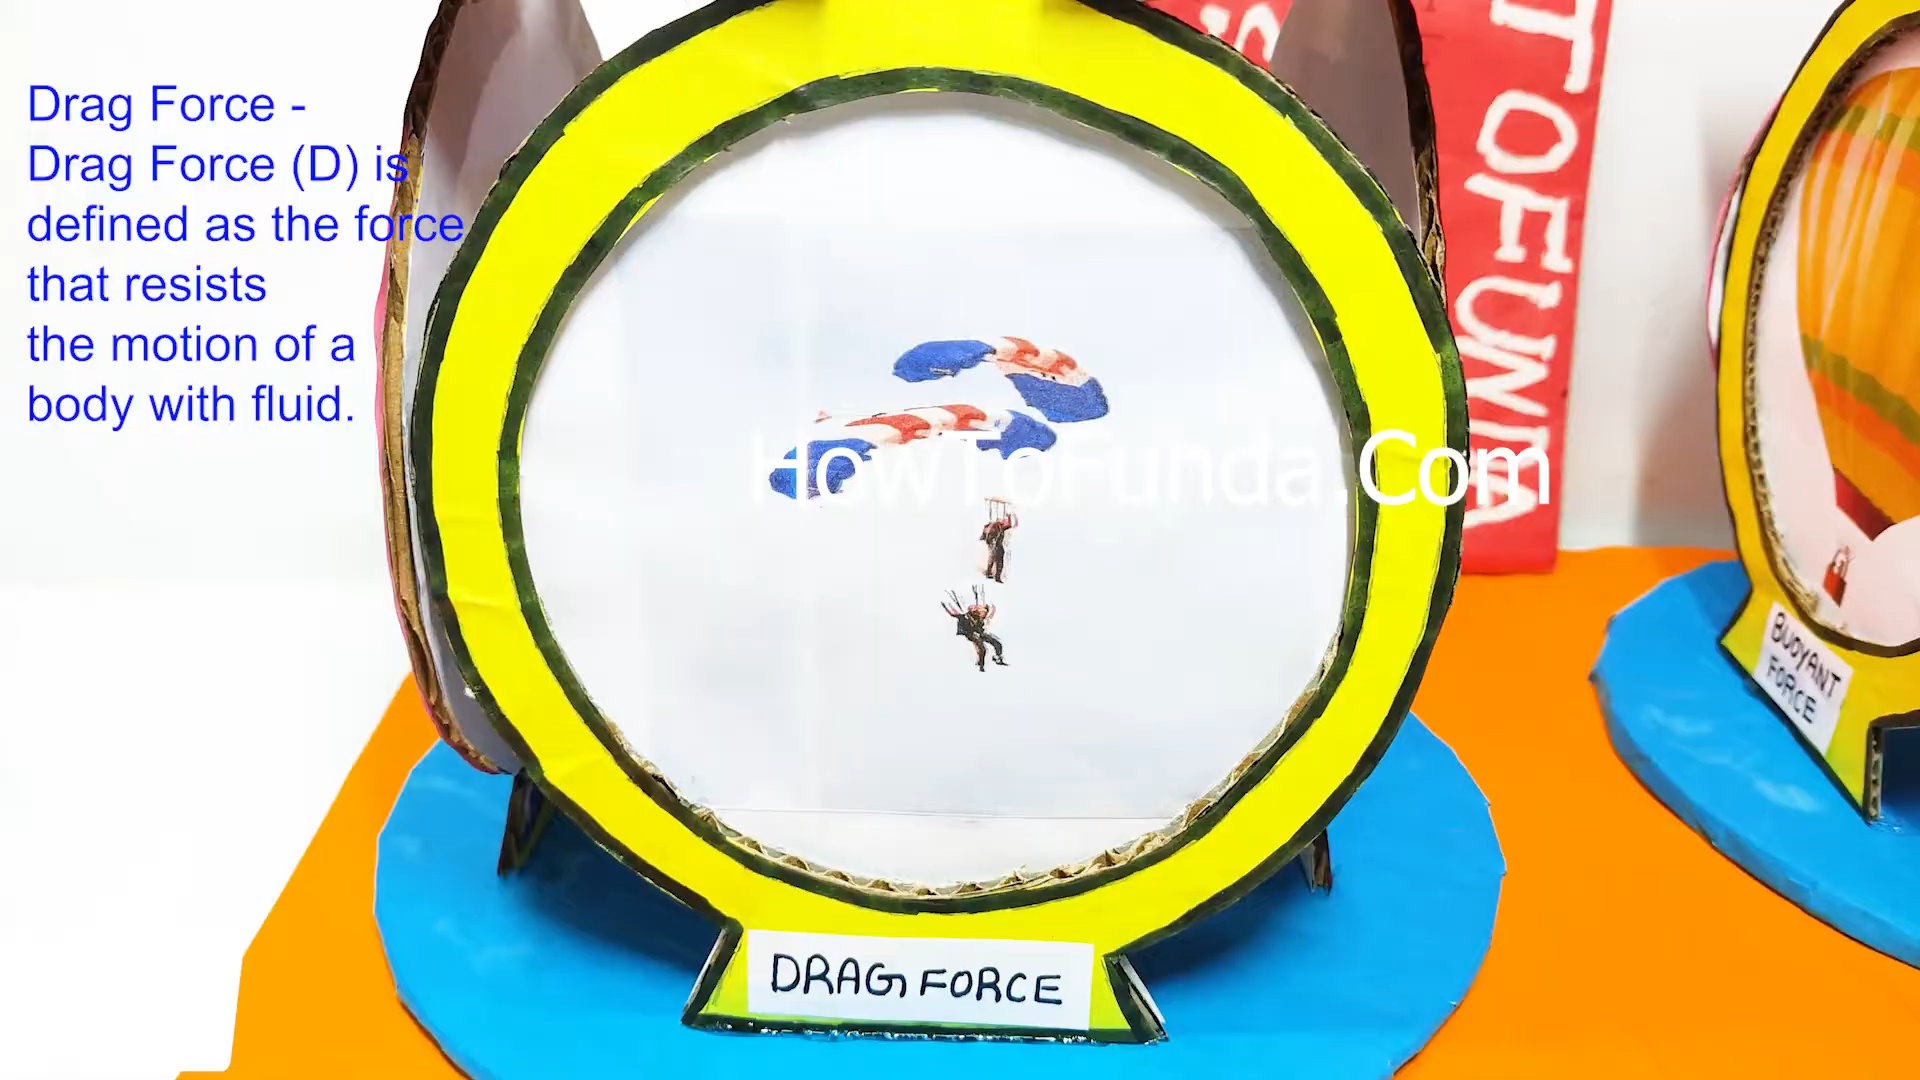 Drag Force -
Drag Force (D) is
defined as the force
that resists
the motion of a
body with fluid.
HowToFunda.Com
TOFUNDA
DRAG FORCE
BUOYANT
FORCE